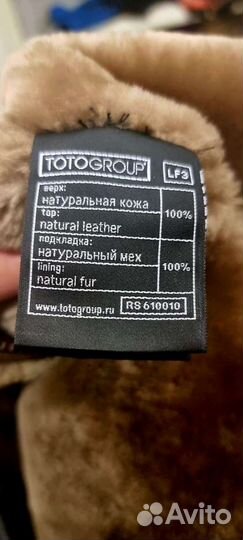 TOTOGROUP LF3
верх:
натуральная кожа
top:
natural leather
100%
подкладка:
натуральный мех
lining:
natural fur
100%
www.totogroup.ru RS 610010
Avito